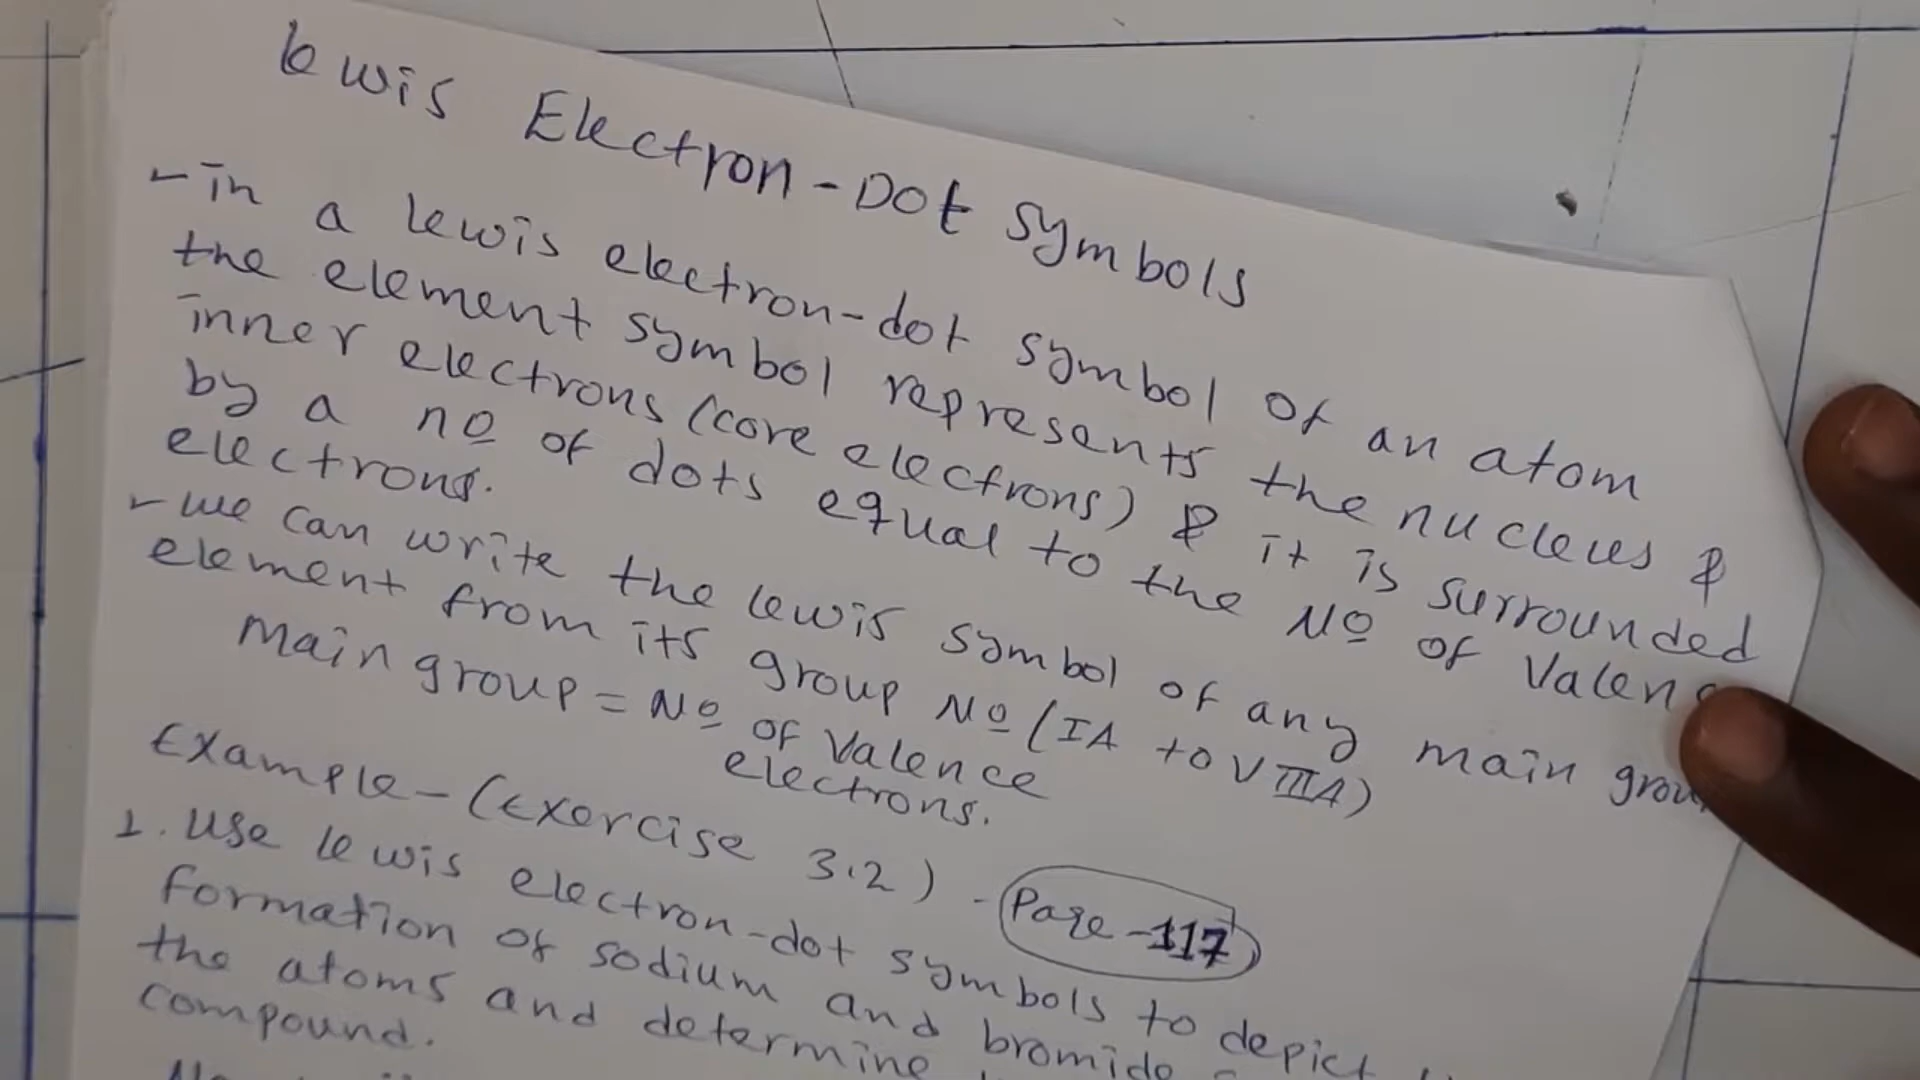 Lewis Electron-Dot Symbols
- in a lewis electron-dot symbol of an atom
the element symbol represents the nucleus &
inner electrons (core electrons) & it is surrounded
by a no of dots equal to the No of Valenc
electrons.
- we can write the lewis symbol of any main grou
element from its group No (IA to VIIIA)
Main group = No of Valence
electrons.
Example - (Exercise 3.2) - Page -117
1. Use lewis electron-dot symbols to depict
formation of sodium and bromide
the atoms and determine
compound.